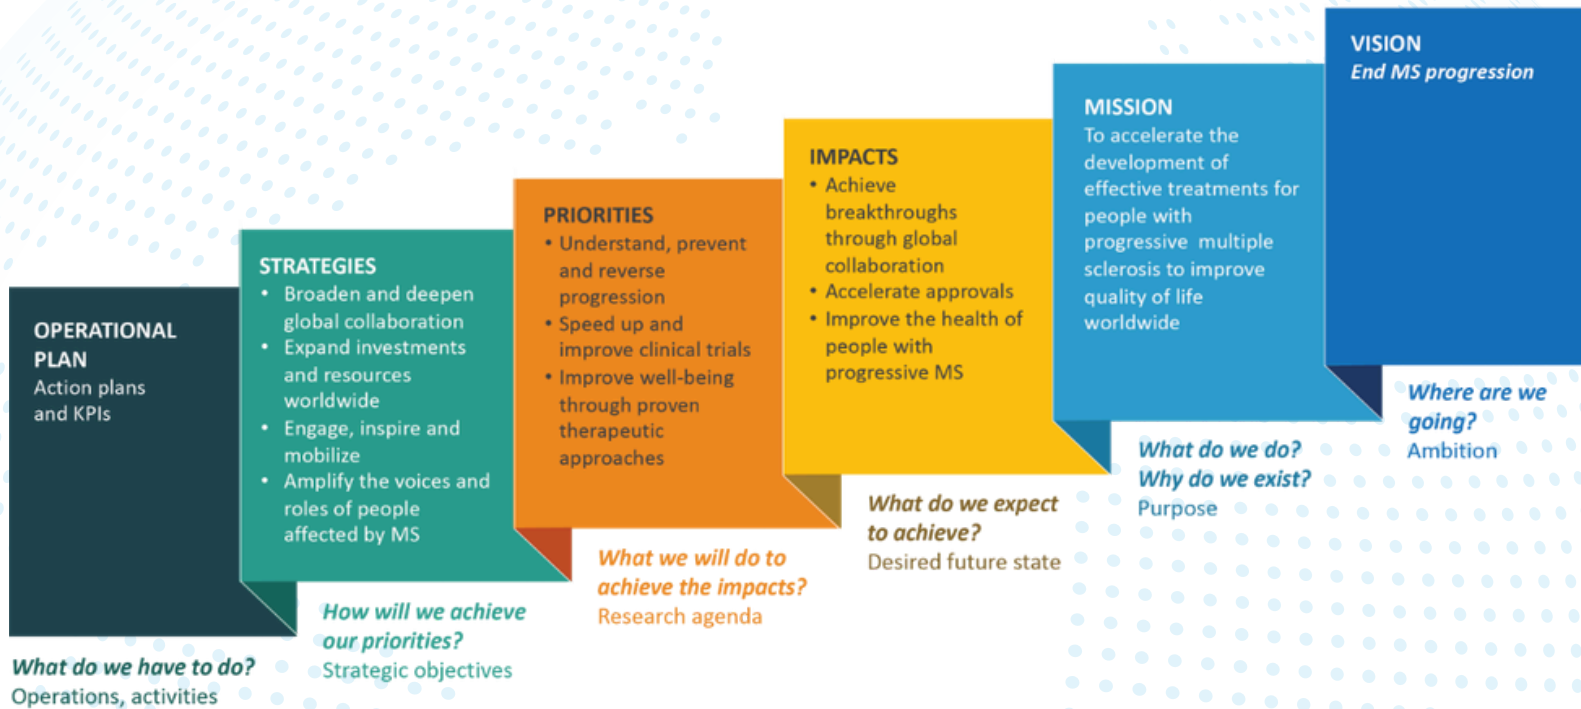 OPERATIONAL
PLAN
Action plans
and KPIs
What do we have to do?
Operations, activities
STRATEGIES
• Broaden and deepen
global collaboration
• Expand investments
and resources
worldwide
• Engage, inspire and
mobilize
• Amplify the voices and
roles of people
affected by MS
How will we achieve
our priorities?
Strategic objectives
PRIORITIES
• Understand, prevent
and reverse
progression
• Speed up and
improve clinical trials
• Improve well-being
through proven
therapeutic
approaches
What we will do to
achieve the impacts?
Research agenda
IMPACTS
• Achieve
breakthroughs
through global
collaboration
• Accelerate approvals
• Improve the health of
people with
progressive MS
What do we expect
to achieve?
Desired future state
MISSION
To accelerate the
development of
effective treatments for
people with
progressive multiple
sclerosis to improve
quality of life
worldwide
What do we do?
Why do we exist?
Purpose
VISION
End MS progression
Where are we
going?
Ambition